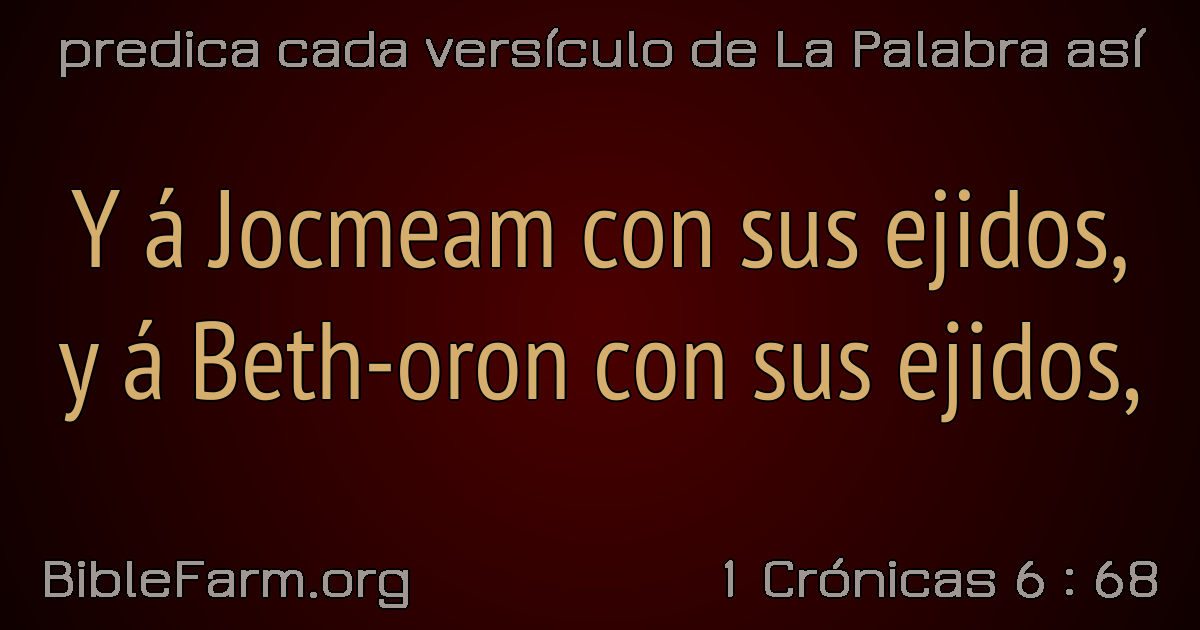 predica cada versículo de La Palabra así
Y á Jocmeam con sus ejidos,
y á Beth-oron con sus ejidos,
BibleFarm.org
1 Crónicas 6 : 68